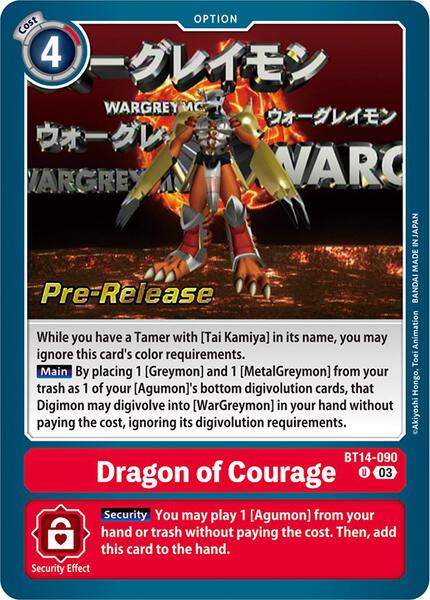 OPTION
Cost
4
ーグレイモン
WARGREYMO
ウォーグレイモン
ウォーグレ
WARG
WARGREYM
Pre-Release
While you have a Tamer with [Tai Kamiya] in its name, you may
ignore this card's color requirements.
Main By placing 1 [Greymon] and 1 [MetalGreymon] from your
trash as 1 of your [Agumon]'s bottom digivolution cards, that
Digimon may digivolve into [WarGreymon] in your hand without
paying the cost, ignoring its digivolution requirements.
©Akiyoshi Hongo, Toei Animation BANDAI MADE IN JAPAN
BT14-090
Dragon of Courage U 03
Security You may play 1 [Agumon] from your
hand or trash without paying the cost. Then, add
this card to the hand.
Security Effect